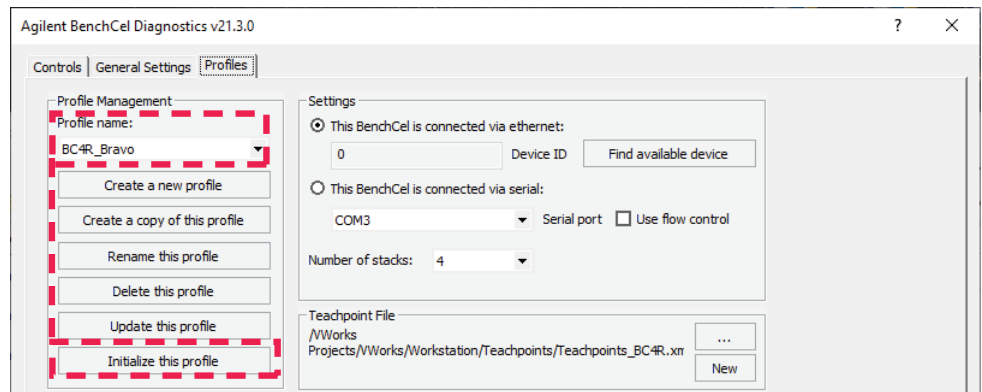 Agilent BenchCel Diagnostics v21.3.0
Controls General Settings Profiles
Profile Management
Profile name:
BC4R_Bravo
Create a new profile
Create a copy of this profile
Rename this profile
Delete this profile
Update this profile
Initialize this profile
Settings
This BenchCel is connected via ethernet:
0 Device ID Find available device
This BenchCel is connected via serial:
COM3 Serial port Use flow control
Number of stacks: 4
Teachpoint File
/VWorks
Projects/VWorks/Workstation/Teachpoints/Teachpoints_BC4R.xm
...
New